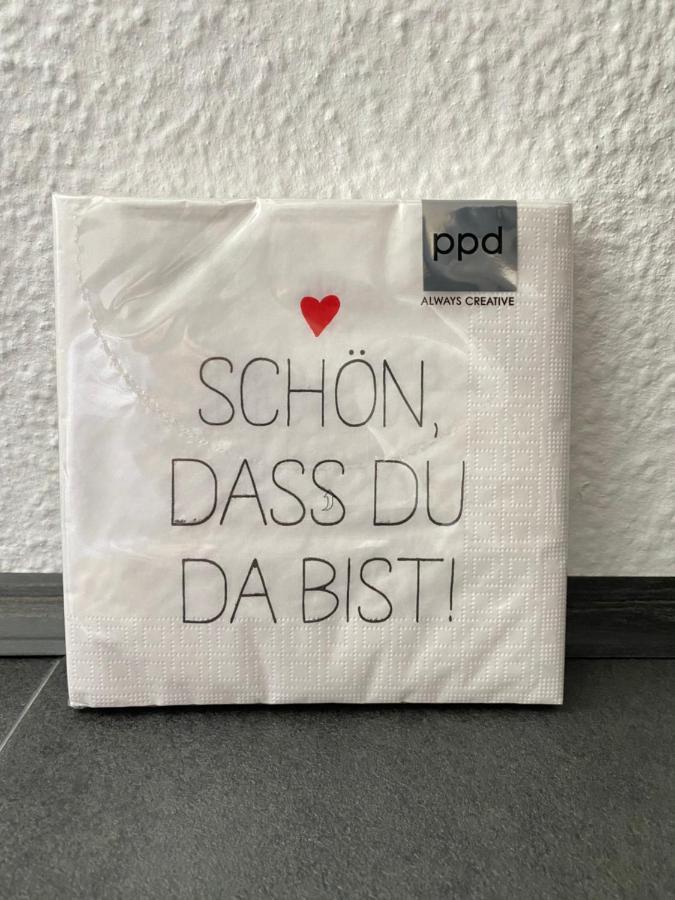 ppd
ALWAYS CREATIVE
SCHÖN,
DASS DU
DA BIST!